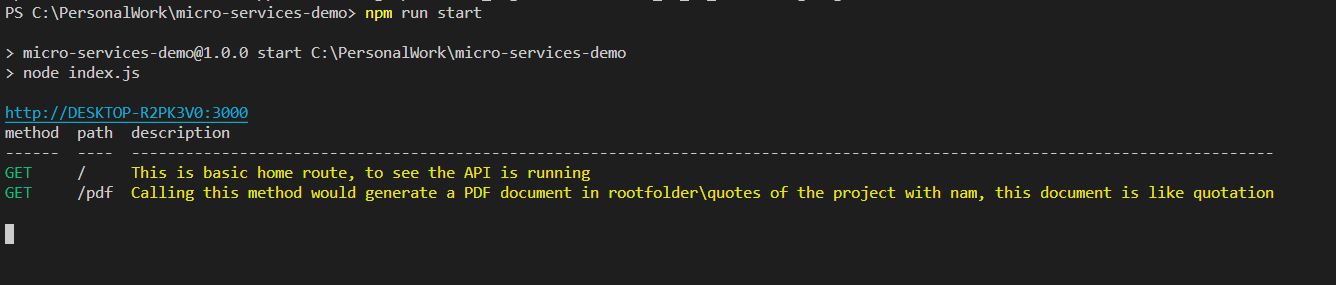 PS C:\PersonalWork\micro-services-demo> npm run start
> micro-services-demo@1.0.0 start C:\PersonalWork\micro-services-demo
> node index.js
http://DESKTOP-R2PK3V0:3000
method path description
------ ---- -------------------------------------------------------------------------------------------------------------------------------
GET / This is basic home route, to see the API is running
GET /pdf Calling this method would generate a PDF document in rootfolder\quotes of the project with nam, this document is like quotation